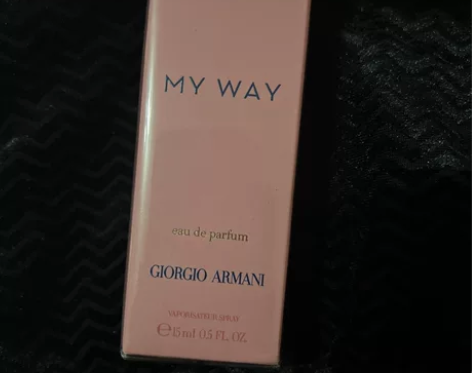 MY WAY
eau de parfum
GIORGIO ARMANI
VAPORISATEUR SPRAY
℮15 ml 0.5 FL. OZ.